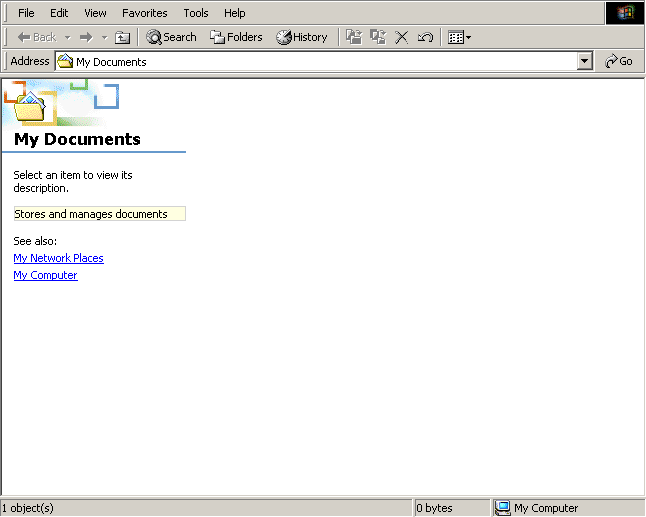 File Edit View Favorites Tools Help
Back Search Folders History
Address My Documents Go
My Documents
Select an item to view its
description.
Stores and manages documents
See also:
My Network Places
My Computer
1 object(s) 0 bytes My Computer